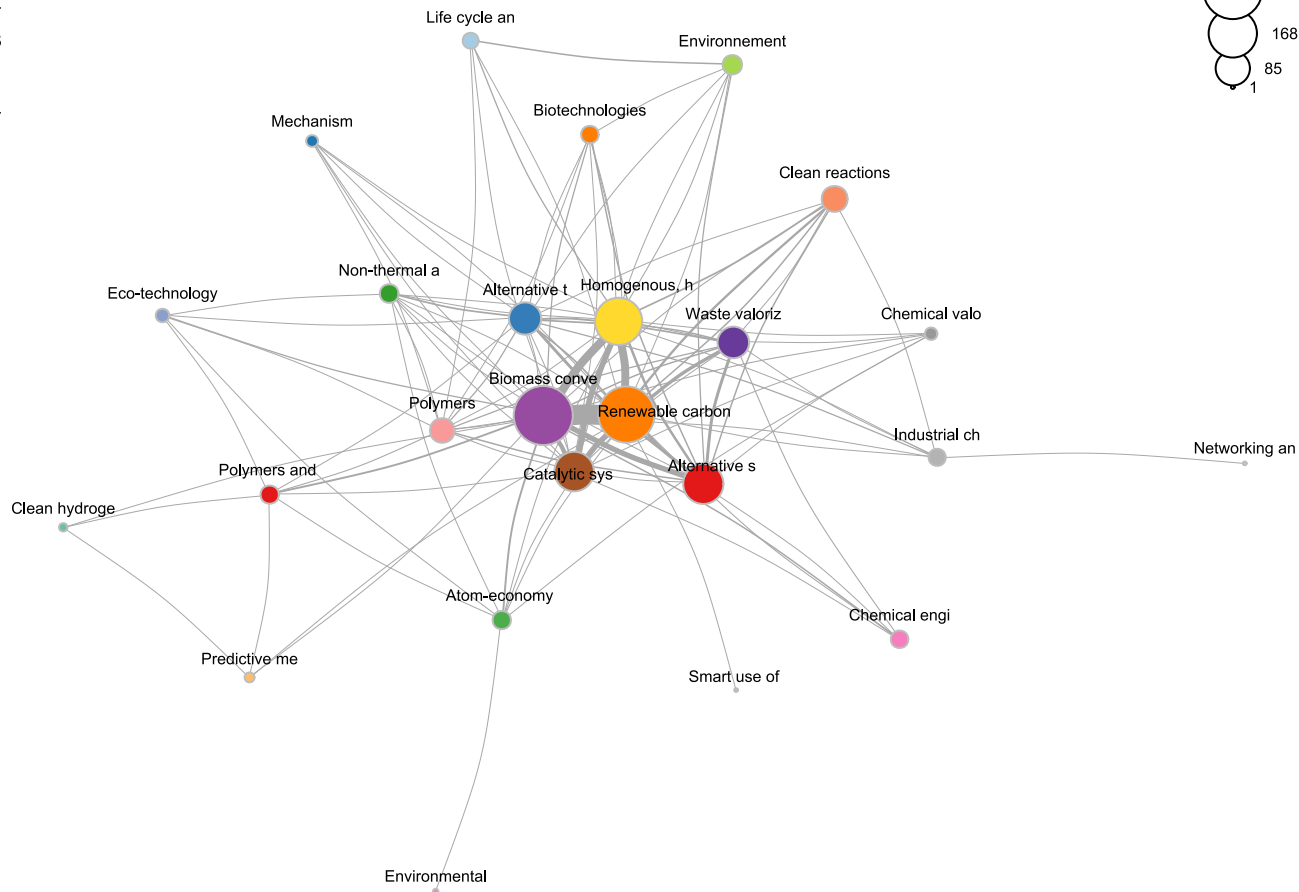 Life cycle an
Environnement
168
85
1
Biotechnologies
Mechanism
Clean reactions
Non-thermal a
Eco-technology
Alternative t
Homogenous, h
Waste valoriz
Chemical valo
Biomass conve
Polymers
Renewable carbon
Industrial ch
Networking an
Polymers and
Catalytic sys
Alternative s
Clean hydroge
Atom-economy
Chemical engi
Predictive me
Smart use of
Environmental